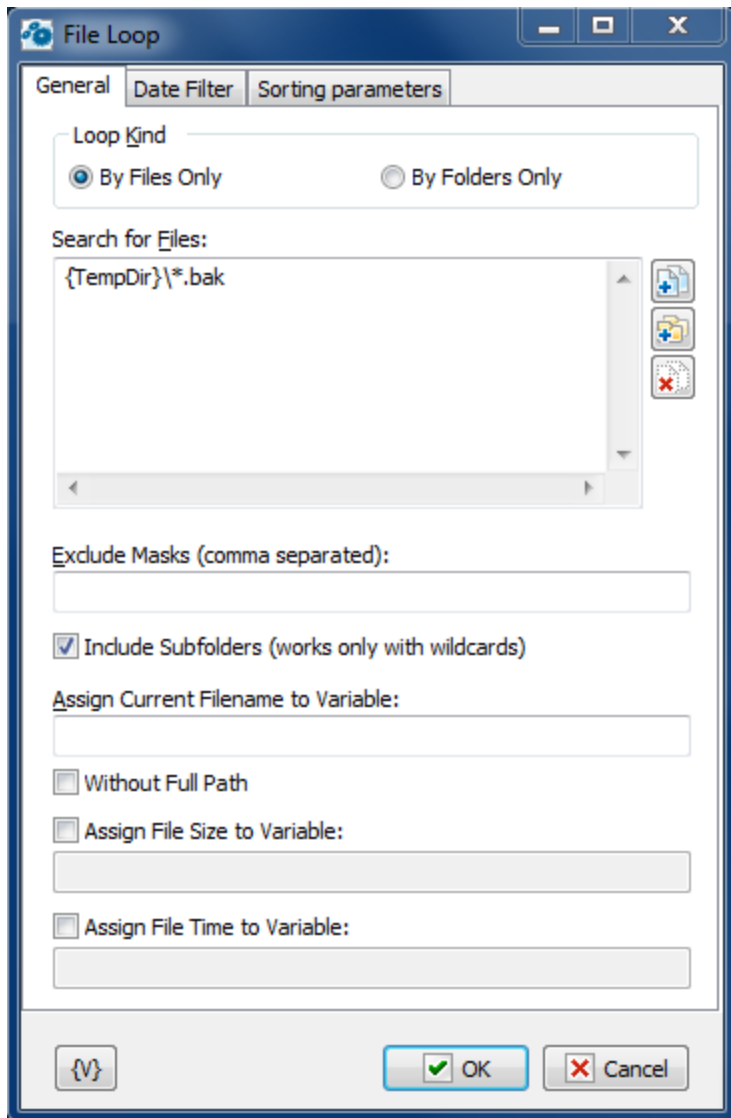 File Loop
General Date Filter Sorting parameters
Loop Kind
By Files Only By Folders Only
Search for Files:
{TempDir}\*.bak
Exclude Masks (comma separated):
Include Subfolders (works only with wildcards)
Assign Current Filename to Variable:
Without Full Path
Assign File Size to Variable:
Assign File Time to Variable:
{V} OK Cancel